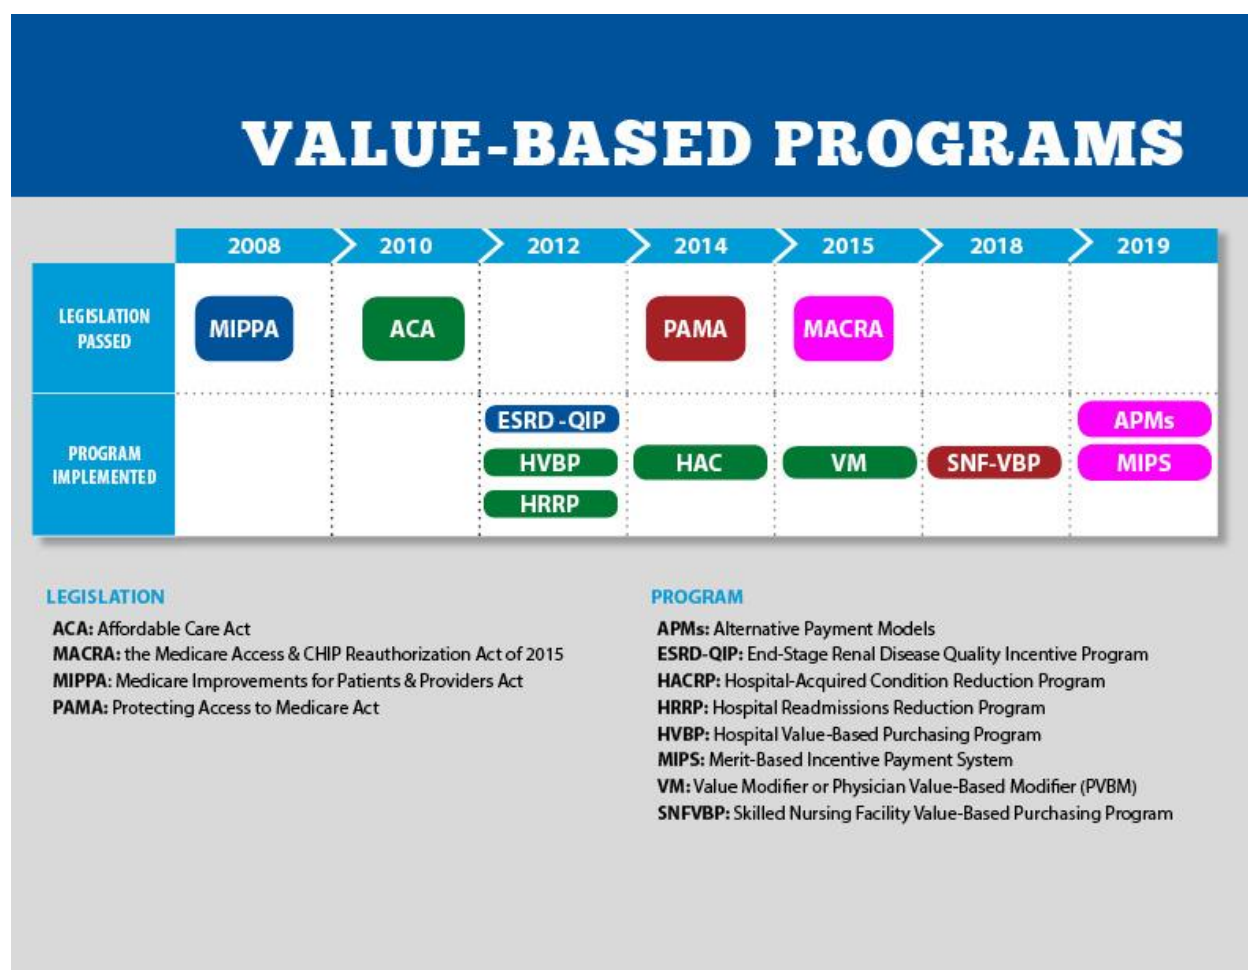 VALUE-BASED PROGRAMS
2008 2010 2012 2014 2015 2018 2019
LEGISLATION
PASSED
MIPPA ACA PAMA MACRA
PROGRAM
IMPLEMENTED
ESRD - QIP APMs
HVBP HAC VM SNF-VBP MIPS
HRRP
LEGISLATION
ACA: Affordable Care Act
MACRA: the Medicare Access & CHIP Reauthorization Act of 2015
MIPPA: Medicare Improvements for Patients & Providers Act
PAMA: Protecting Access to Medicare Act
PROGRAM
APMs: Alternative Payment Models
ESRD-QIP: End-Stage Renal Disease Quality Incentive Program
HACRP: Hospital-Acquired Condition Reduction Program
HRRP: Hospital Readmissions Reduction Program
HVBP: Hospital Value-Based Purchasing Program
MIPS: Merit-Based Incentive Payment System
VM: Value Modifier or Physician Value-Based Modifier (PVBM)
SNFVBP: Skilled Nursing Facility Value-Based Purchasing Program